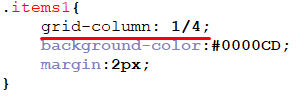 .items1{
grid-column: 1/4;
background-color:#0000CD;
margin:2px;
}